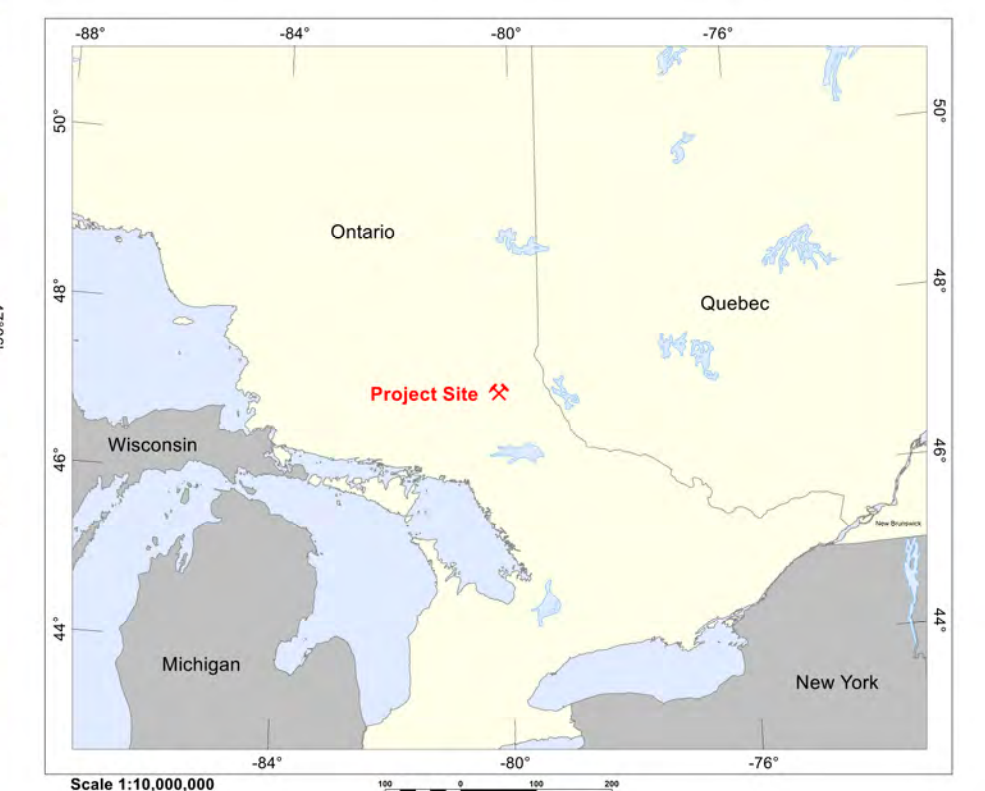 -88° -84° -80° -76°
50° 50°
Ontario
48° 48°
Quebec
Project Site
Wisconsin
46° 46°
New Brunswick
44° 44°
Michigan
New York
-84° -80° -76°
Scale 1:10,000,000
100 0 100 200